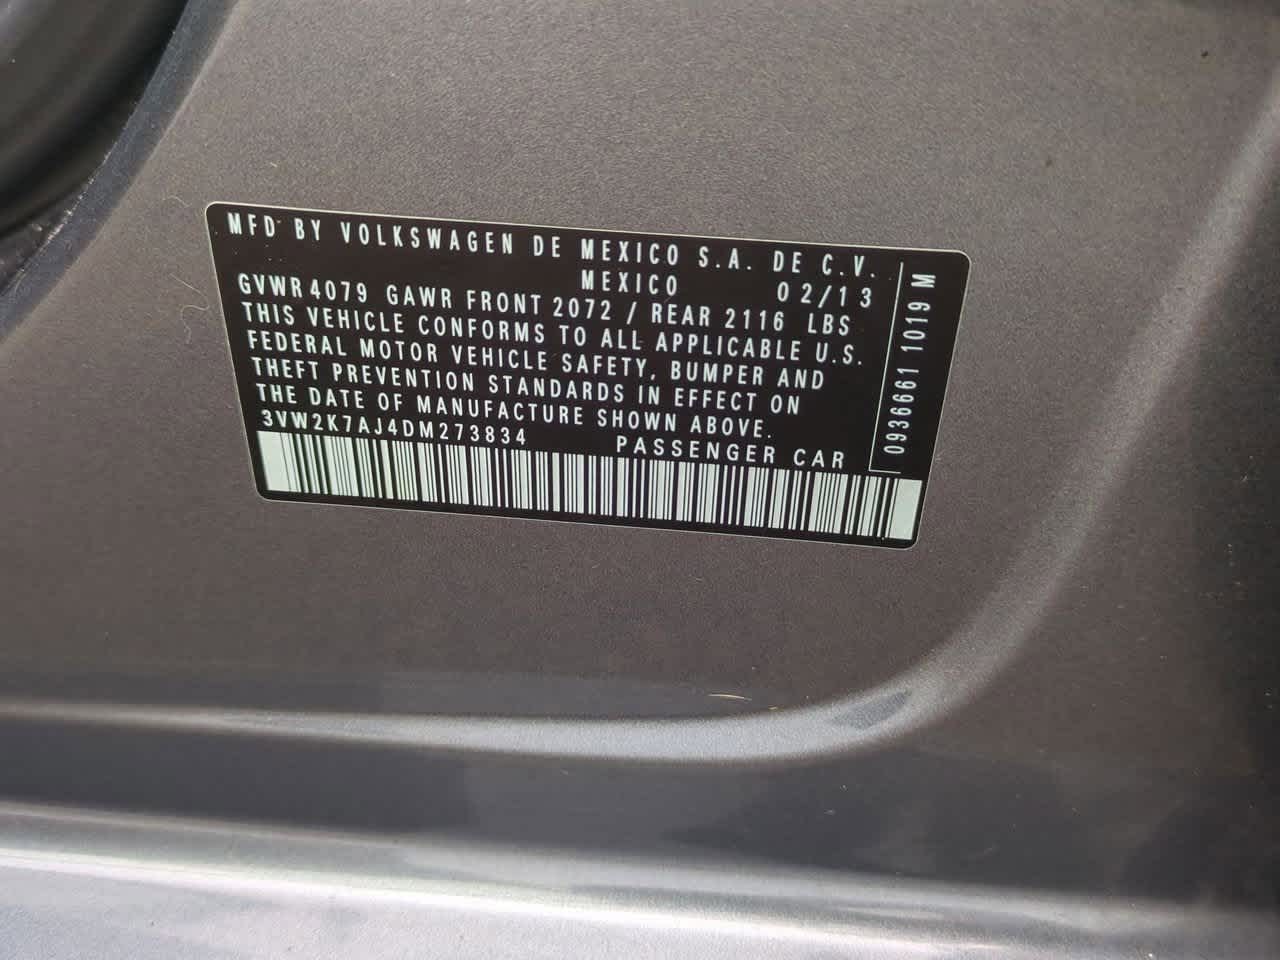 MFD BY VOLKSWAGEN DE MEXICO S.A. DE C.V.
MEXICO 02/13
GVWR 4079 GAWR FRONT 2072 / REAR 2116 LBS
THIS VEHICLE CONFORMS TO ALL APPLICABLE U.S.
FEDERAL MOTOR VEHICLE SAFETY, BUMPER AND
THEFT PREVENTION STANDARDS IN EFFECT ON
THE DATE OF MANUFACTURE SHOWN ABOVE.
3VW2K7AJ4DM273834 PASSENGER CAR
0936661 1019 M